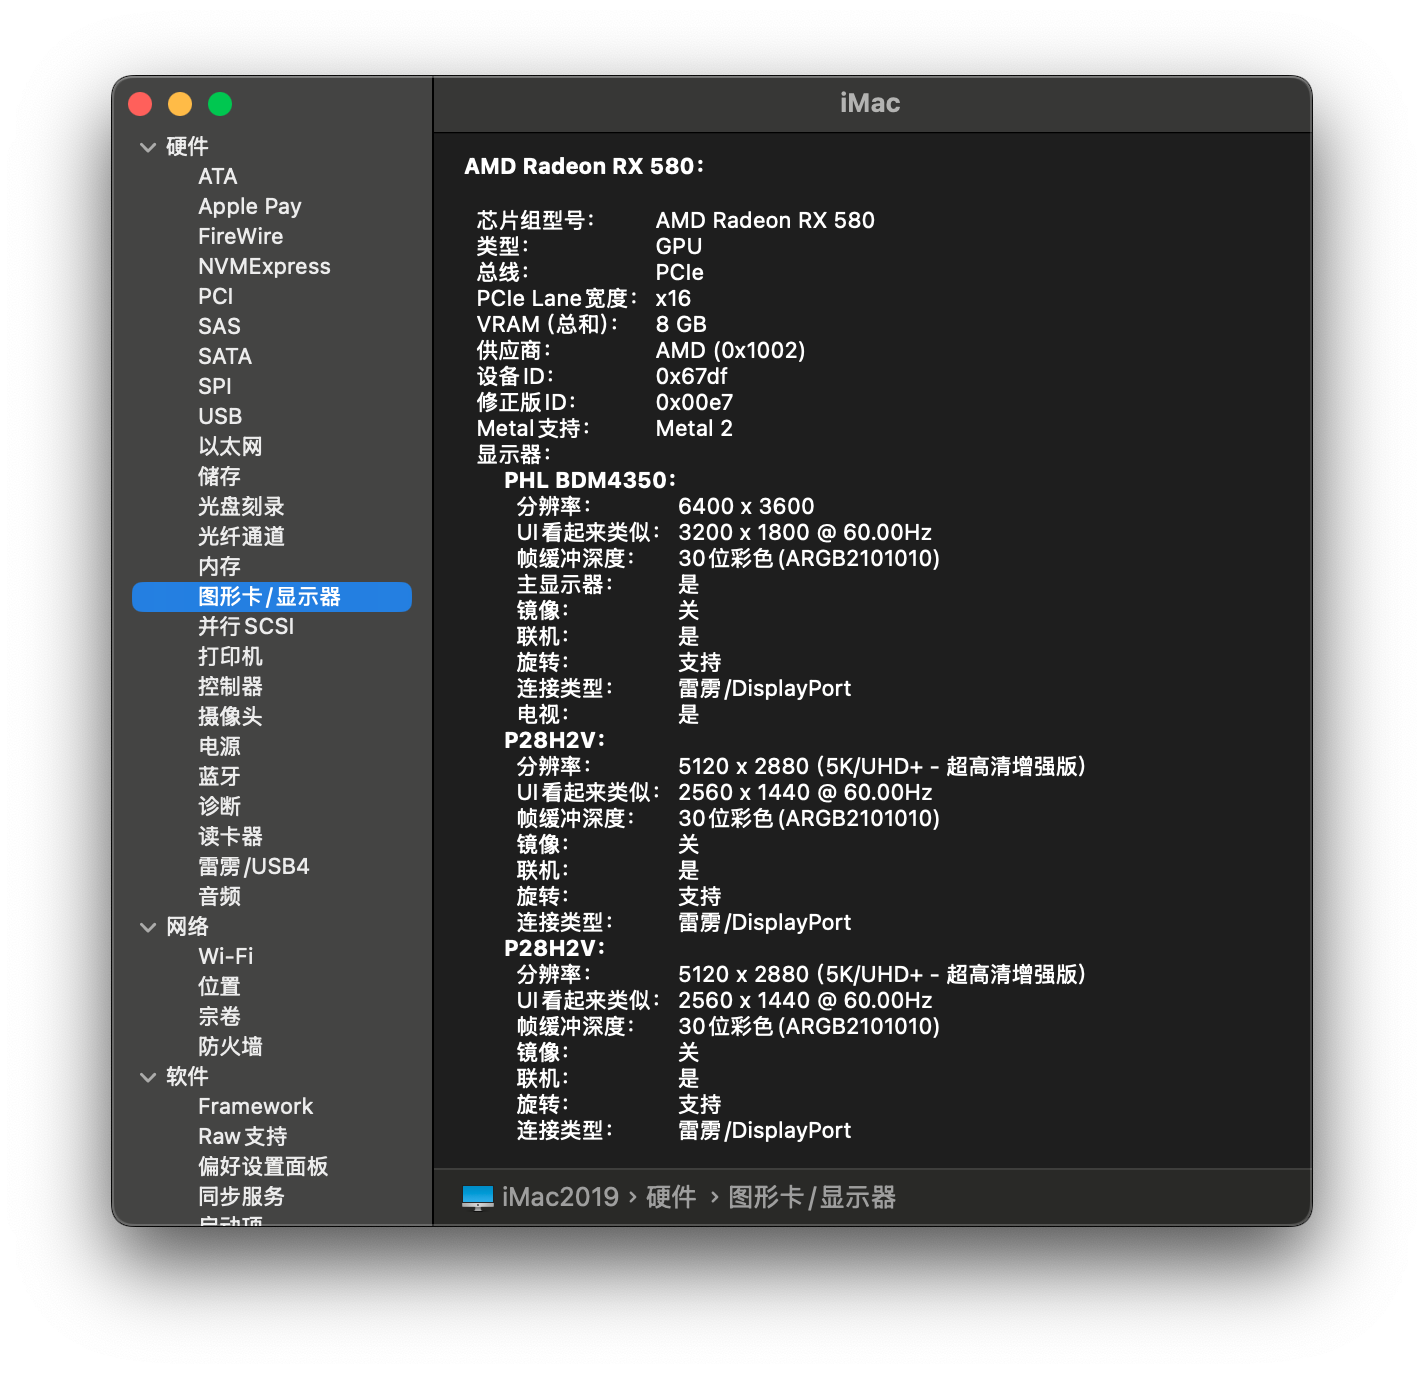 iMac
硬件
ATA
Apple Pay
FireWire
NVMExpress
PCI
SAS
SATA
SPI
USB
以太网
储存
光盘刻录
光纤通道
内存
图形卡/显示器
并行SCSI
打印机
控制器
摄像头
电源
蓝牙
诊断
读卡器
雷雳/USB4
音频
网络
Wi-Fi
位置
宗卷
防火墙
软件
Framework
Raw支持
偏好设置面板
同步服务
启动项
AMD Radeon RX 580:
芯片组型号: AMD Radeon RX 580
类型: GPU
总线: PCIe
PCIe Lane宽度: x16
VRAM (总和): 8 GB
供应商: AMD (0x1002)
设备ID: 0x67df
修正版ID: 0x00e7
Metal支持: Metal 2
显示器:
PHL BDM4350:
分辨率: 6400 x 3600
UI看起来类似: 3200 x 1800 @ 60.00Hz
帧缓冲深度: 30位彩色(ARGB2101010)
主显示器: 是
镜像: 关
联机: 是
旋转: 支持
连接类型: 雷雳/DisplayPort
电视: 是
P28H2V:
分辨率: 5120 x 2880 (5K/UHD+ - 超高清增强版)
UI看起来类似: 2560 x 1440 @ 60.00Hz
帧缓冲深度: 30位彩色(ARGB2101010)
镜像: 关
联机: 是
旋转: 支持
连接类型: 雷雳/DisplayPort
P28H2V:
分辨率: 5120 x 2880 (5K/UHD+ - 超高清增强版)
UI看起来类似: 2560 x 1440 @ 60.00Hz
帧缓冲深度: 30位彩色(ARGB2101010)
镜像: 关
联机: 是
旋转: 支持
连接类型: 雷雳/DisplayPort
iMac2019 › 硬件 › 图形卡/显示器